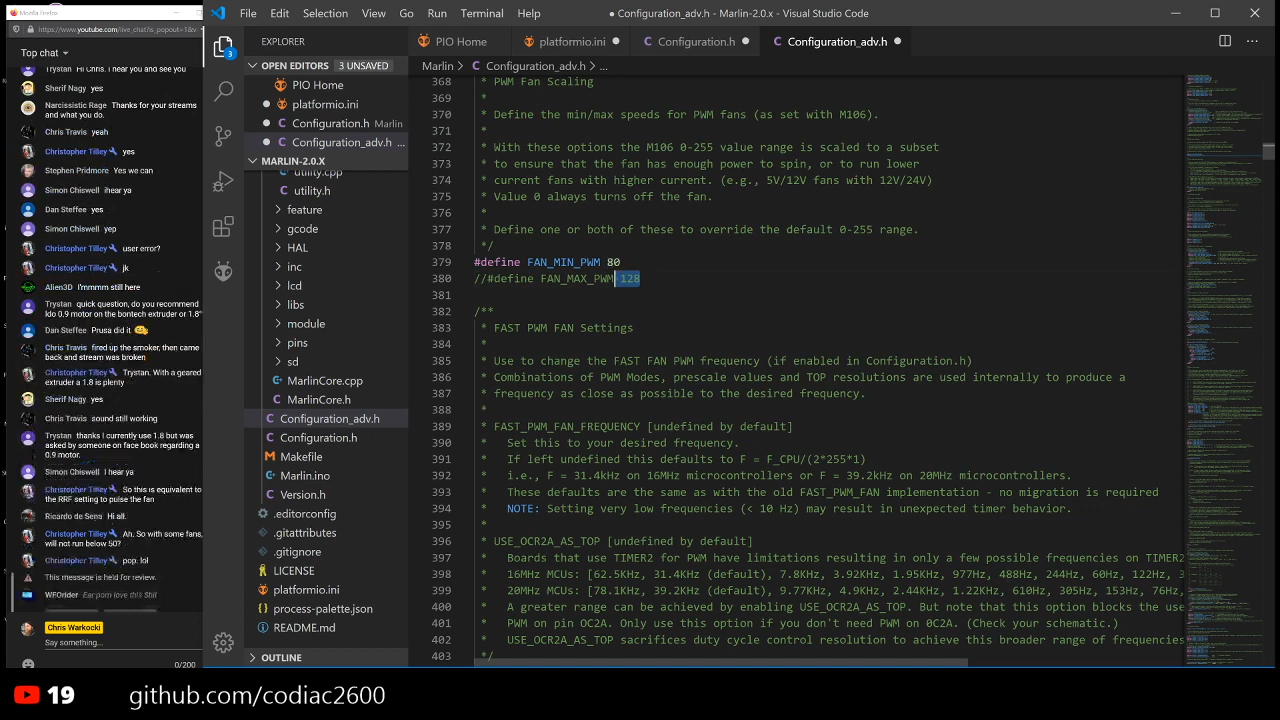 Mozilla Firefox
https://www.youtube.com/live_chat?is_popout=1&v
Top chat
Trystan Hi Chris. I hear you and see you
Sherif Nagy yes
Narcissistic Rage Thanks for your streams and time.
Chris Travis yeah
Christopher Tilley yes
Stephen Pridmore Yes we can
Simon Chiswell ihear ya
Dan Steffee yes
Simon Chiswell yep
Christopher Tilley user error?
Christopher Tilley jk
Alien3D I'mmmm still here
Trystan quick question, do you recommend
ldo 0.9 motor on the bontech extruder or 1.8°
Dan Steffee Prusa did it.
Chris Travis fired up the smoker, then came
back and stream was broken
Christopher Tilley Trystan. With a geared
extruder a 1.8 is plenty
Sherif Nagy yes
Chris Travis sound still working
Trystan thanks I currently use 1.8 but was
asked to someone on face book regarding a
0.9 motor.
Simon Chiswell I hear ya
Christopher Tilley So this is equivalent to
the RRF setting to pulse the fan
Ricardo de Sena Hi all.
Christopher Tilley Ah, So with some fans,
will not run below 50?
Christopher Tilley pop. lol
This message is held for review.
WFOrider Ear porn love this Shit
Chris Warkocki
Say something...
0/200
File Edit Selection View Go Run Terminal Help
● Configuration_adv.h - Marlin-2.0.x - Visual Studio Code
EXPLORER
OPEN EDITORS 3 UNSAVED
PIO Home
platformio.ini
Configuration.h Marlin
Configuration_adv.h ...
MARLIN-2.0.X
utility.cpp
utility.h
feature
gcode
HAL
inc
lcd
libs
module
pins
sd
MarlinCore.cpp
MarlinCore.h
Configuration_adv.h
Configuration.h
Makefile
Marlin.ino
Version.h
.editorconfig
.gitattributes
.gitignore
LICENSE
platformio.ini
process-palette.json
README.md
OUTLINE
3
PIO Home platformio.ini Configuration.h Configuration_adv.h
Marlin > Configuration_adv.h > ...
368 * PWM Fan Scaling
369 *
370 * Define the min/max speeds for PWM fans (as set with M106).
371 *
372 * With these options the M106 0-255 value range is scaled to a subset
373 * to ensure that the fan has enough power to spin, or to run lower
374 * current fans with higher current. (e.g., 5V/12V fans with 12V/24V)
375 * Value 0 always turns off the fan.
376 *
377 * Define one or both of these to override the default 0-255 range.
378 */
379 #define FAN_MIN_PWM 80
380 //#define FAN_MAX_PWM 128
381
382 /**
383 * FAST PWM FAN Settings
384 *
385 * Use to change the FAST FAN PWM frequency (if enabled in Configuration.h)
386 * Combinations of PWM Modes, prescale values and TOP resolutions are used internally to produce a
387 * frequency as close as possible to the desired frequency.
388 *
389 * FAST_PWM_FAN_FREQUENCY [undefined by default]
390 * Set this to your desired frequency.
391 * If left undefined this defaults to F = F_CPU/(2*255*1)
392 * i.e., F = 31.4kHz on 16MHz microcontrollers or F = 39.2kHz on 20MHz microcontrollers.
393 * These defaults are the same as with the old FAST_PWM_FAN implementation - no migration is required
394 * NOTE: Setting very low frequencies (< 10 Hz) may result in unexpected timer behavior.
395 *
396 * USE_OCR2A_AS_TOP [undefined by default]
397 * Boards that use TIMER2 for PWM have limitations resulting in only a few possible frequencies on TIMER2
398 * 16MHz MCUs: [62.5KHz, 31.4KHz (default), 7.8KHz, 3.92KHz, 1.95KHz, 977Hz, 488Hz, 244Hz, 60Hz, 122Hz, 3
399 * 20MHz MCUs: [78.1KHz, 39.2KHz (default), 9.77KHz, 4.9KHz, 2.44KHz, 1.22KHz, 610Hz, 305Hz, 153Hz, 76Hz,
400 * A greater range can be achieved by enabling USE_OCR2A_AS_TOP. But note that this option blocks the use
401 * PWM on pin OC2A. Only use this option if you don't need PWM on 0C2A. (Check your schematic.)
402 * USE_OCR2A_AS_TOP sacrifices duty cycle control resolution to achieve this broader range of frequencies
403 *
19
github.com/codiac2600